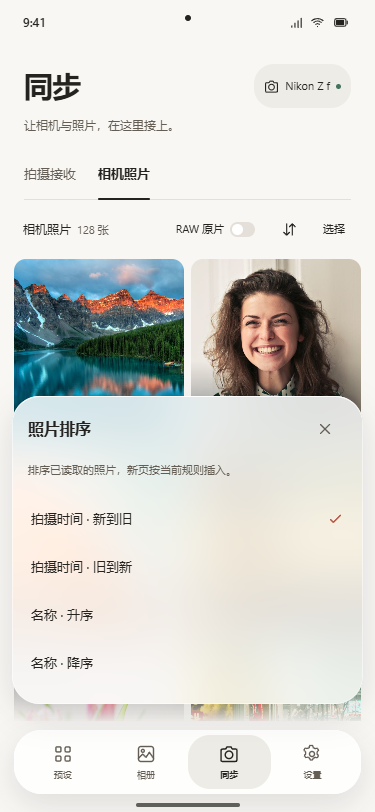 9:41
同步
Nikon Z f
让相机与照片，在这里接上。
拍摄接收
相机照片
相机照片 128 张
RAW 原片
选择
照片排序
排序已读取的照片，新页按当前规则插入。
拍摄时间 · 新到旧
拍摄时间 · 旧到新
名称 · 升序
名称 · 降序
预设
相册
同步
设置